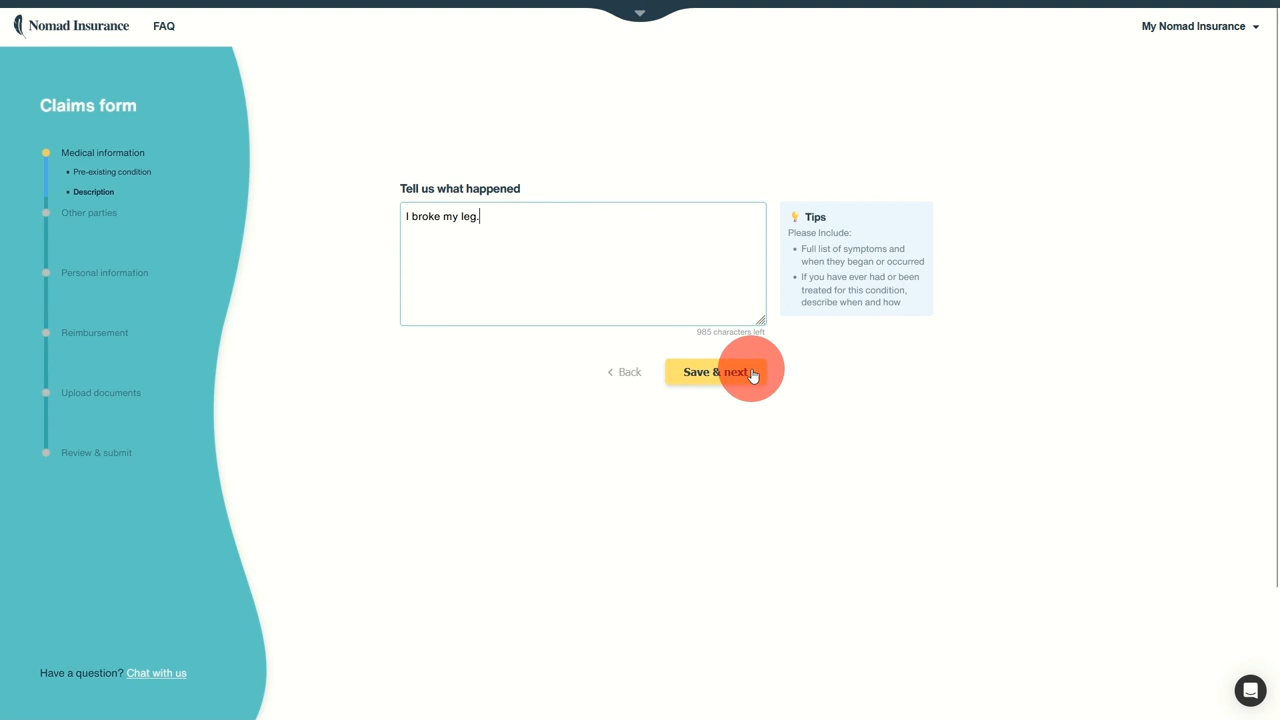 Nomad Insurance
FAQ
My Nomad Insurance
Claims form
Medical information
Pre-existing condition
Description
Other parties
Personal information
Reimbursement
Upload documents
Review & submit
Have a question? Chat with us
Tell us what happened
I broke my leg.
985 characters left
Back
Save & next
Tips
Please Include:
Full list of symptoms and
when they began or occurred
If you have ever had or been
treated for this condition,
describe when and how